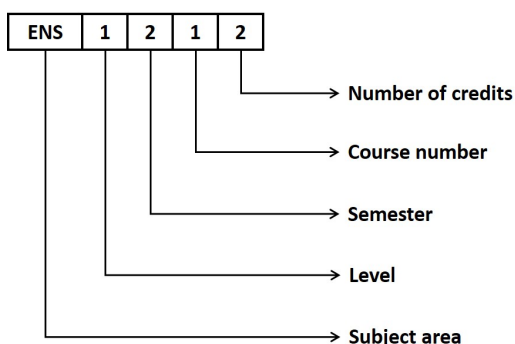 ENS 1 2 1 2
Number of credits
Course number
Semester
Level
Subject area